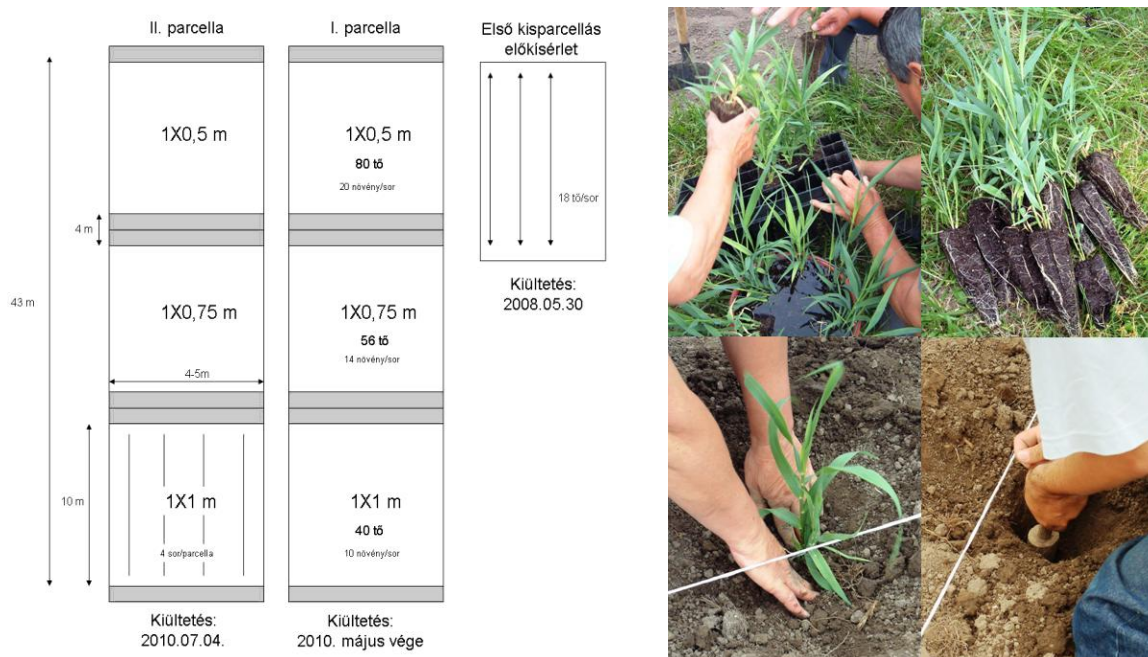 II. parcella
I. parcella
Első kisparcellás
előkísérlet
1X0,5 m
1X0,5 m
80 tő
20 növény/sor
18 tő/sor
4 m
43 m
Kiültetés:
2008.05.30
1X0,75 m
1X0,75 m
56 tő
14 növény/sor
4-5m
10 m
1X1 m
1X1 m
40 tő
4 sor/parcella
10 növény/sor
Kiültetés:
2010.07.04.
Kiültetés:
2010. május vége